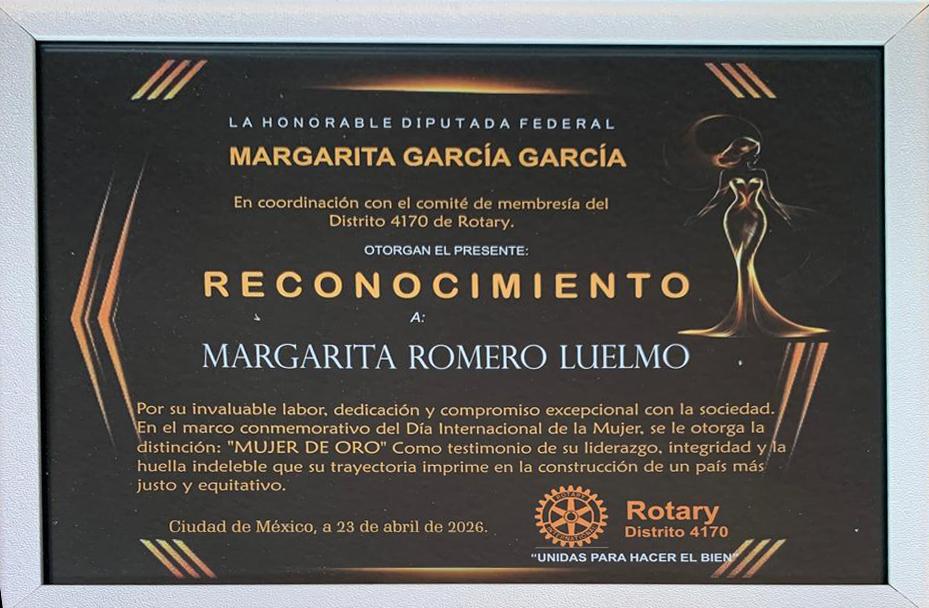 LA HONORABLE DIPUTADA FEDERAL
MARGARITA GARCÍA GARCÍA
En coordinación con el comité de membresía del
Distrito 4170 de Rotary.
OTORGAN EL PRESENTE:
RECONOCIMIENTO
A:
MARGARITA ROMERO LUELMO
Por su invaluable labor, dedicación y compromiso excepcional con la sociedad.
En el marco conmemorativo del Día Internacional de la Mujer, se le otorga la
distinción: "MUJER DE ORO" Como testimonio de su liderazgo, integridad y la
huella indeleble que su trayectoria imprime en la construcción de un país más
justo y equitativo.
Ciudad de México, a 23 de abril de 2026.
ROTARY
INTERNATIONAL
Rotary
Distrito 4170
"UNIDAS PARA HACER EL BIEN"